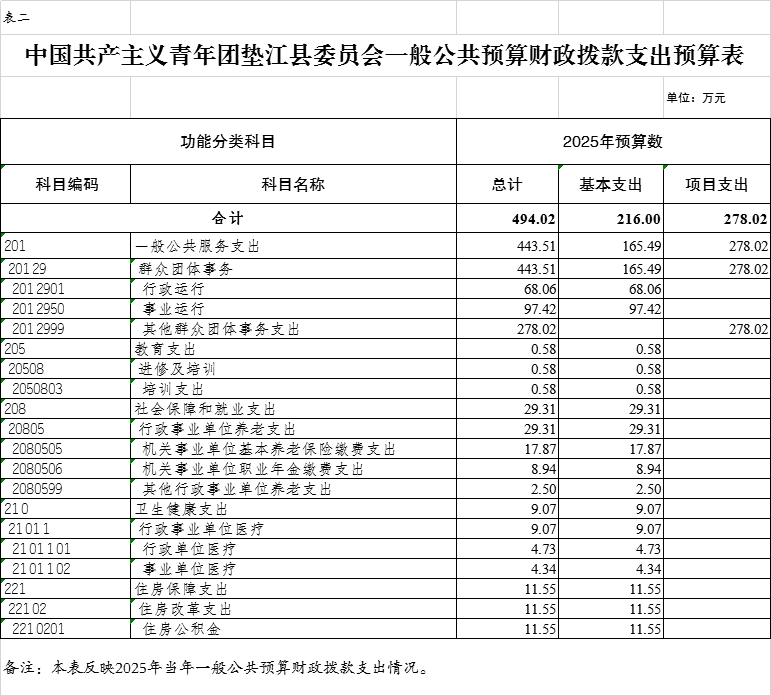 表二
中国共产主义青年团垫江县委员会一般公共预算财政拨款支出预算表
单位：万元
功能分类科目 2025年预算数
科目编码 科目名称 总计 基本支出 项目支出
合计 494.02 216.00 278.02
201 一般公共服务支出 443.51 165.49 278.02
20129 群众团体事务 443.51 165.49 278.02
2012901 行政运行 68.06 68.06
2012950 事业运行 97.42 97.42
2012999 其他群众团体事务支出 278.02 278.02
205 教育支出 0.58 0.58
20508 进修及培训 0.58 0.58
2050803 培训支出 0.58 0.58
208 社会保障和就业支出 29.31 29.31
20805 行政事业单位养老支出 29.31 29.31
2080505 机关事业单位基本养老保险缴费支出 17.87 17.87
2080506 机关事业单位职业年金缴费支出 8.94 8.94
2080599 其他行政事业单位养老支出 2.50 2.50
210 卫生健康支出 9.07 9.07
21011 行政事业单位医疗 9.07 9.07
2101101 行政单位医疗 4.73 4.73
2101102 事业单位医疗 4.34 4.34
221 住房保障支出 11.55 11.55
22102 住房改革支出 11.55 11.55
2210201 住房公积金 11.55 11.55
备注：本表反映2025年当年一般公共预算财政拨款支出情况。